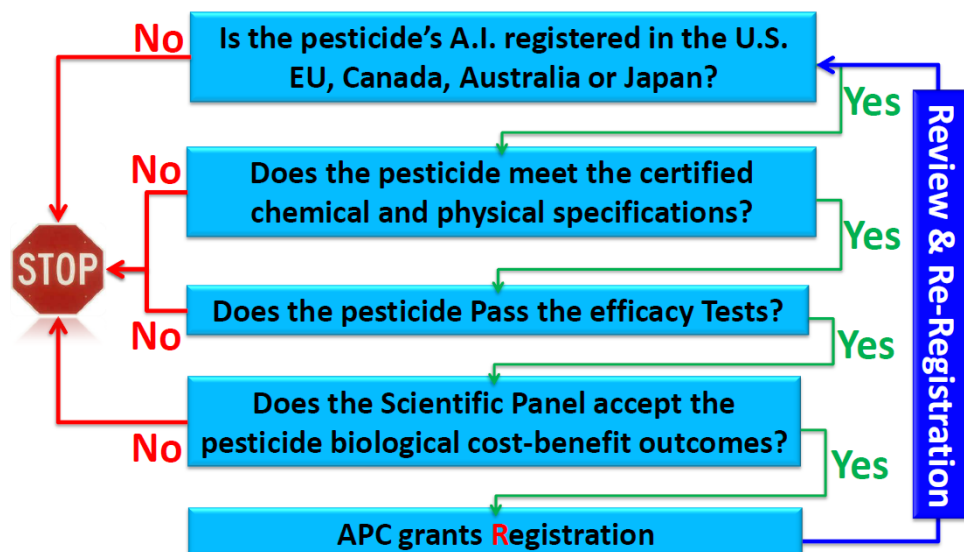 No
Is the pesticide’s A.I. registered in the U.S.
EU, Canada, Australia or Japan?
Yes
No
Does the pesticide meet the certified
chemical and physical specifications?
Yes
STOP
Does the pesticide Pass the efficacy Tests?
No
Yes
Does the Scientific Panel accept the
pesticide biological cost-benefit outcomes?
No
Yes
APC grants Registration
Review & Re-Registration